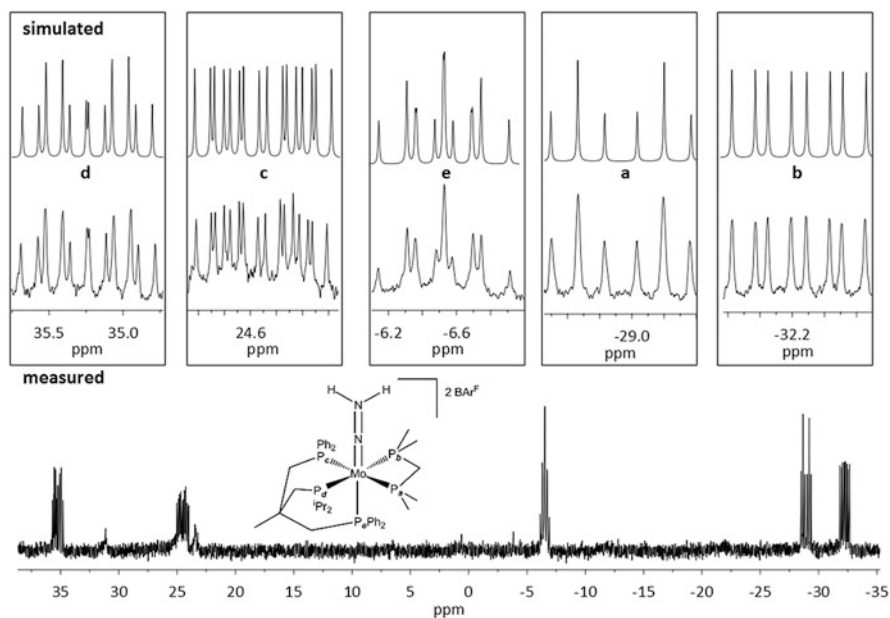 simulated
d c e a b
35.5 35.0 24.6 -6.2 -6.6 -29.0 -32.2
ppm ppm ppm ppm ppm
measured
H H
N
2 BArF
N
Ph2
Pc Pb
Mo
Pd Pa
iPr2
PePh2
35 30 25 20 15 10 5 0 -5 -10 -15 -20 -25 -30 -35
ppm